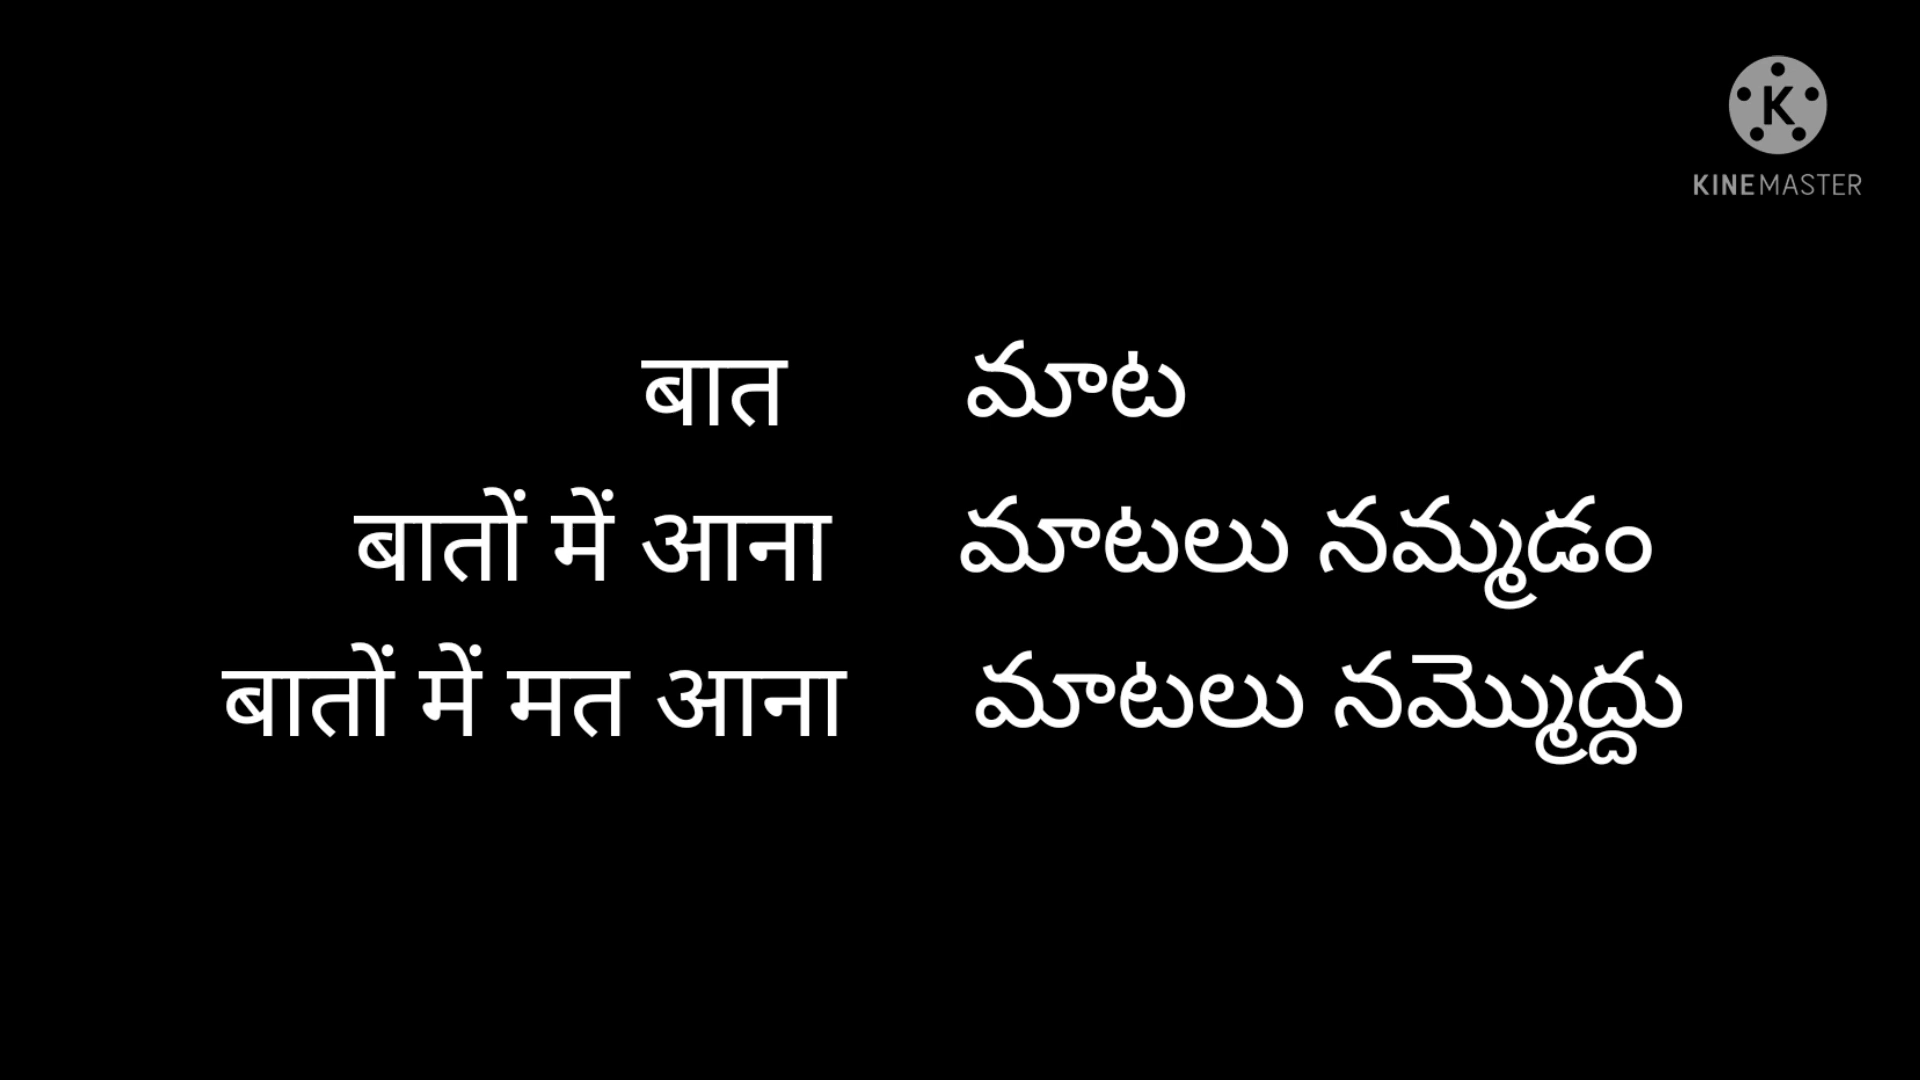 K
KINEMASTER
बात మాట
बातों में आना మాటలు నమ్మడం
बातों में मत आना మాటలు నమ్మొద్దు